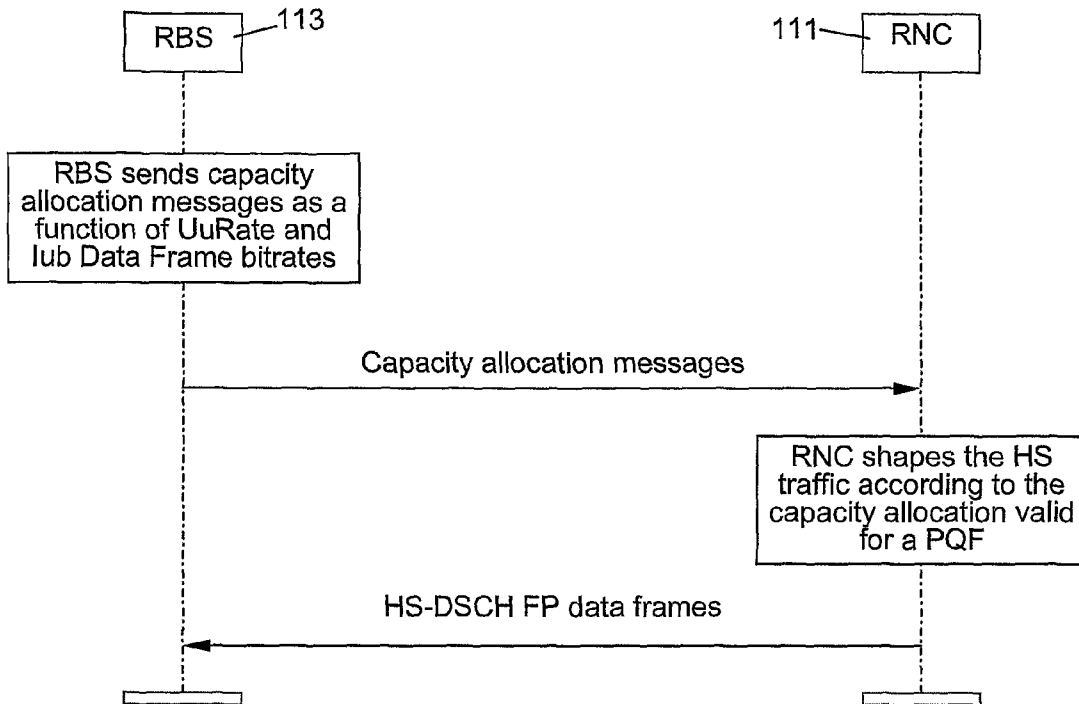 RBS
113
111
RNC
RBS sends capacity
allocation messages as a
function of UuRate and
Iub Data Frame bitrates
Capacity allocation messages
RNC shapes the HS
traffic according to the
capacity allocation valid
for a PQF
HS-DSCH FP data frames